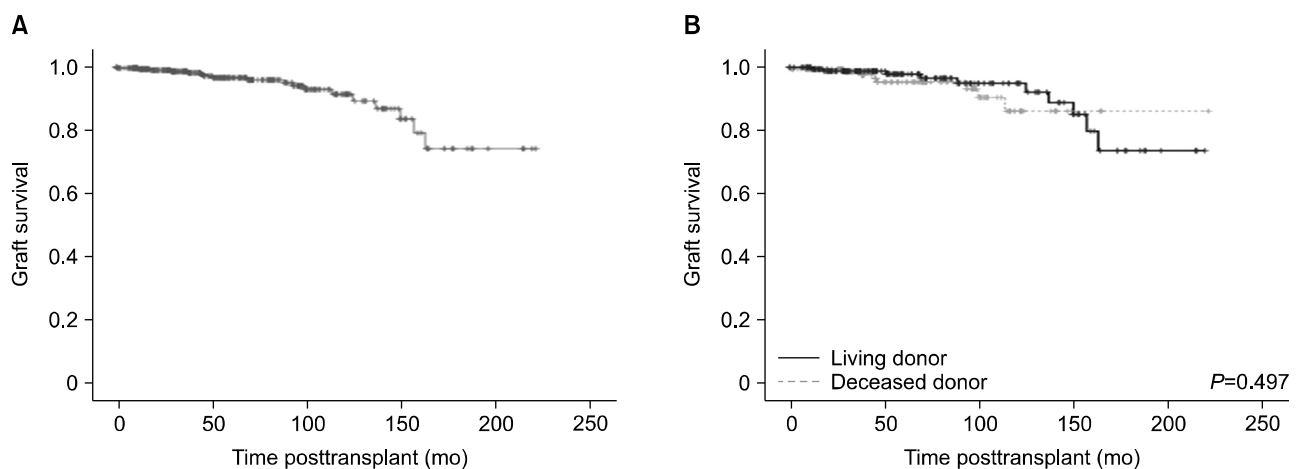 A
1.0
0.8
0.6
0.4
0.2
0
Graft survival
0 50 100 150 200 250
Time posttransplant (mo)
B
1.0
0.8
0.6
0.4
0.2
0
Graft survival
Living donor
Deceased donor
P=0.497
0 50 100 150 200 250
Time posttransplant (mo)